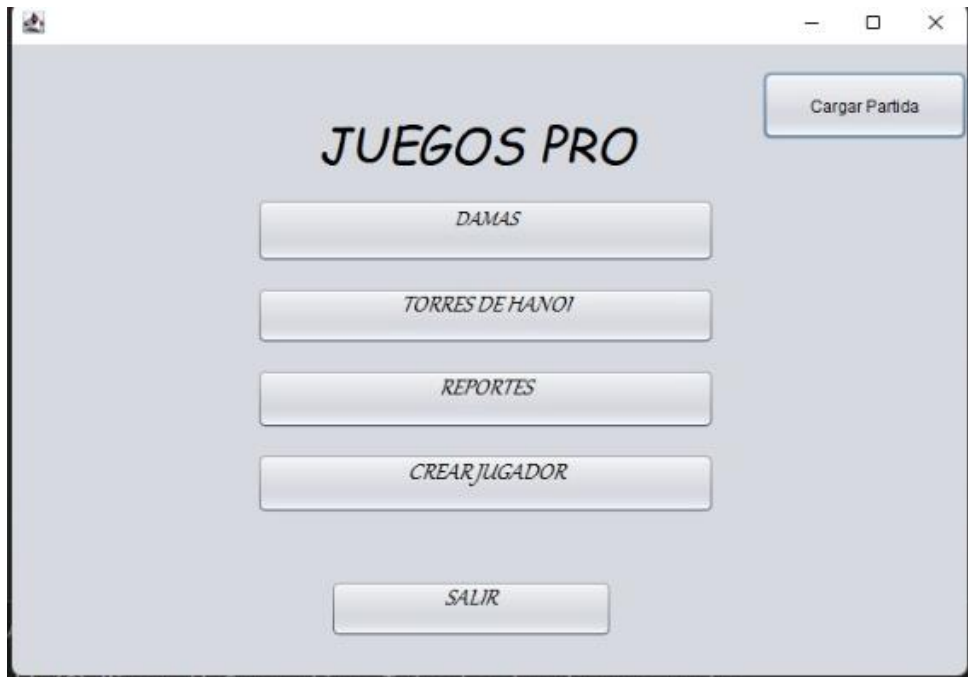 Cargar Partida
JUEGOS PRO
DAMAS
TORRES DE HANOI
REPORTES
CREAR JUGADOR
SALIR